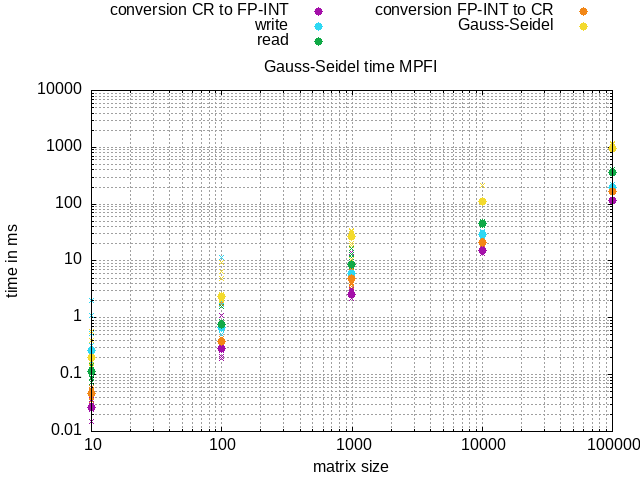 conversion CR to FP-INT
write
read
conversion FP-INT to CR
Gauss-Seidel
Gauss-Seidel time MPFI
time in ms
10000
1000
100
10
1
0.1
0.01
10 100 1000 10000 100000
matrix size